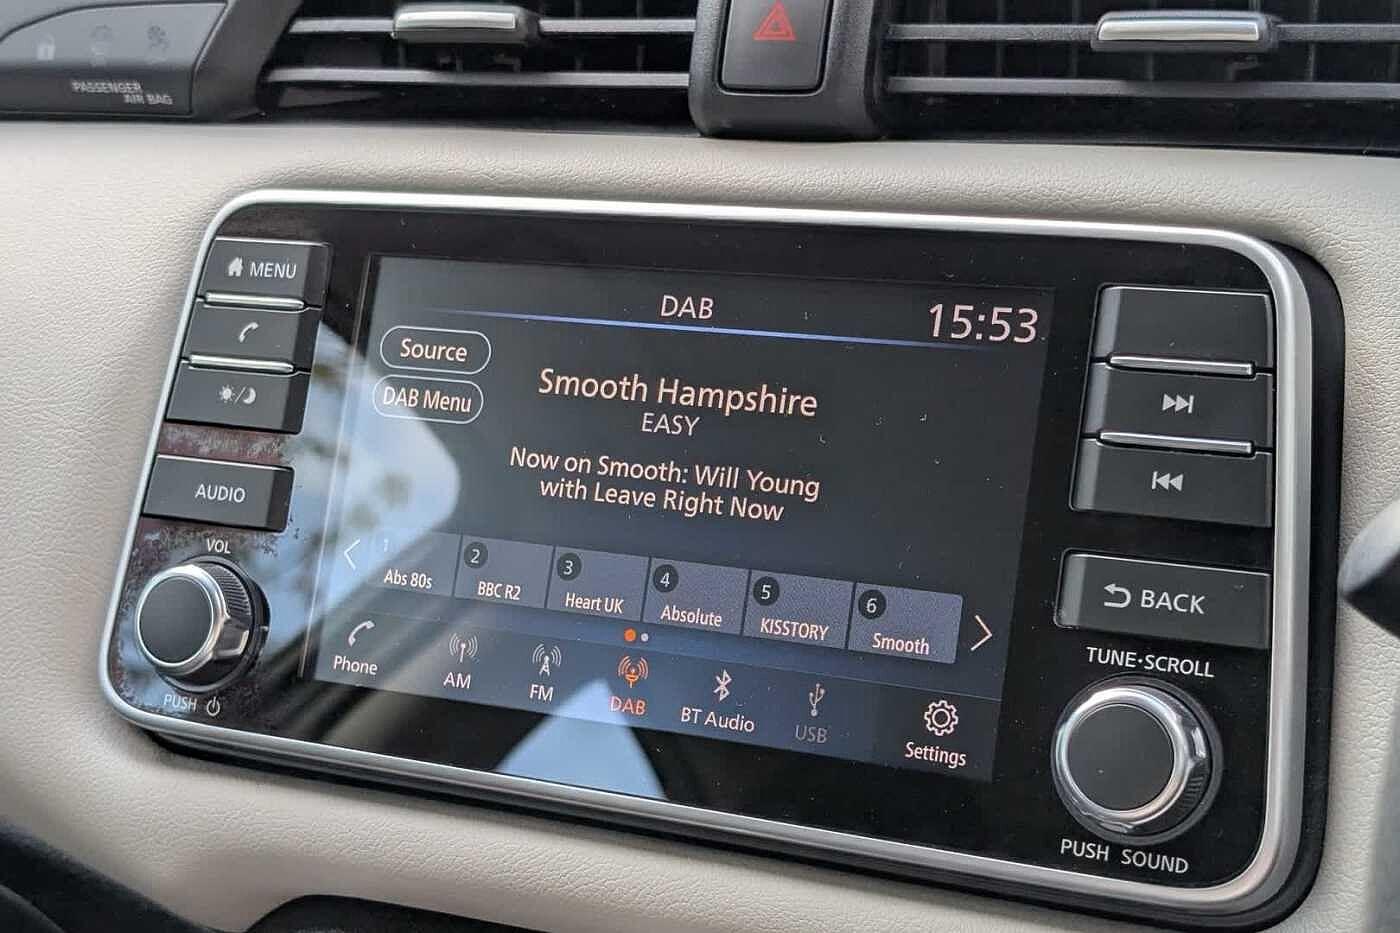 PASSENGER
AIR BAG
MENU
AUDIO
VOL
PUSH
DAB
15:53
Source
DAB Menu
Smooth Hampshire
EASY
Now on Smooth: Will Young
with Leave Right Now
1
Abs 80s
2
BBC R2
3
Heart UK
4
Absolute
5
KISSTORY
6
Smooth
Phone
AM
FM
DAB
BT Audio
USB
Settings
BACK
TUNE·SCROLL
PUSH SOUND